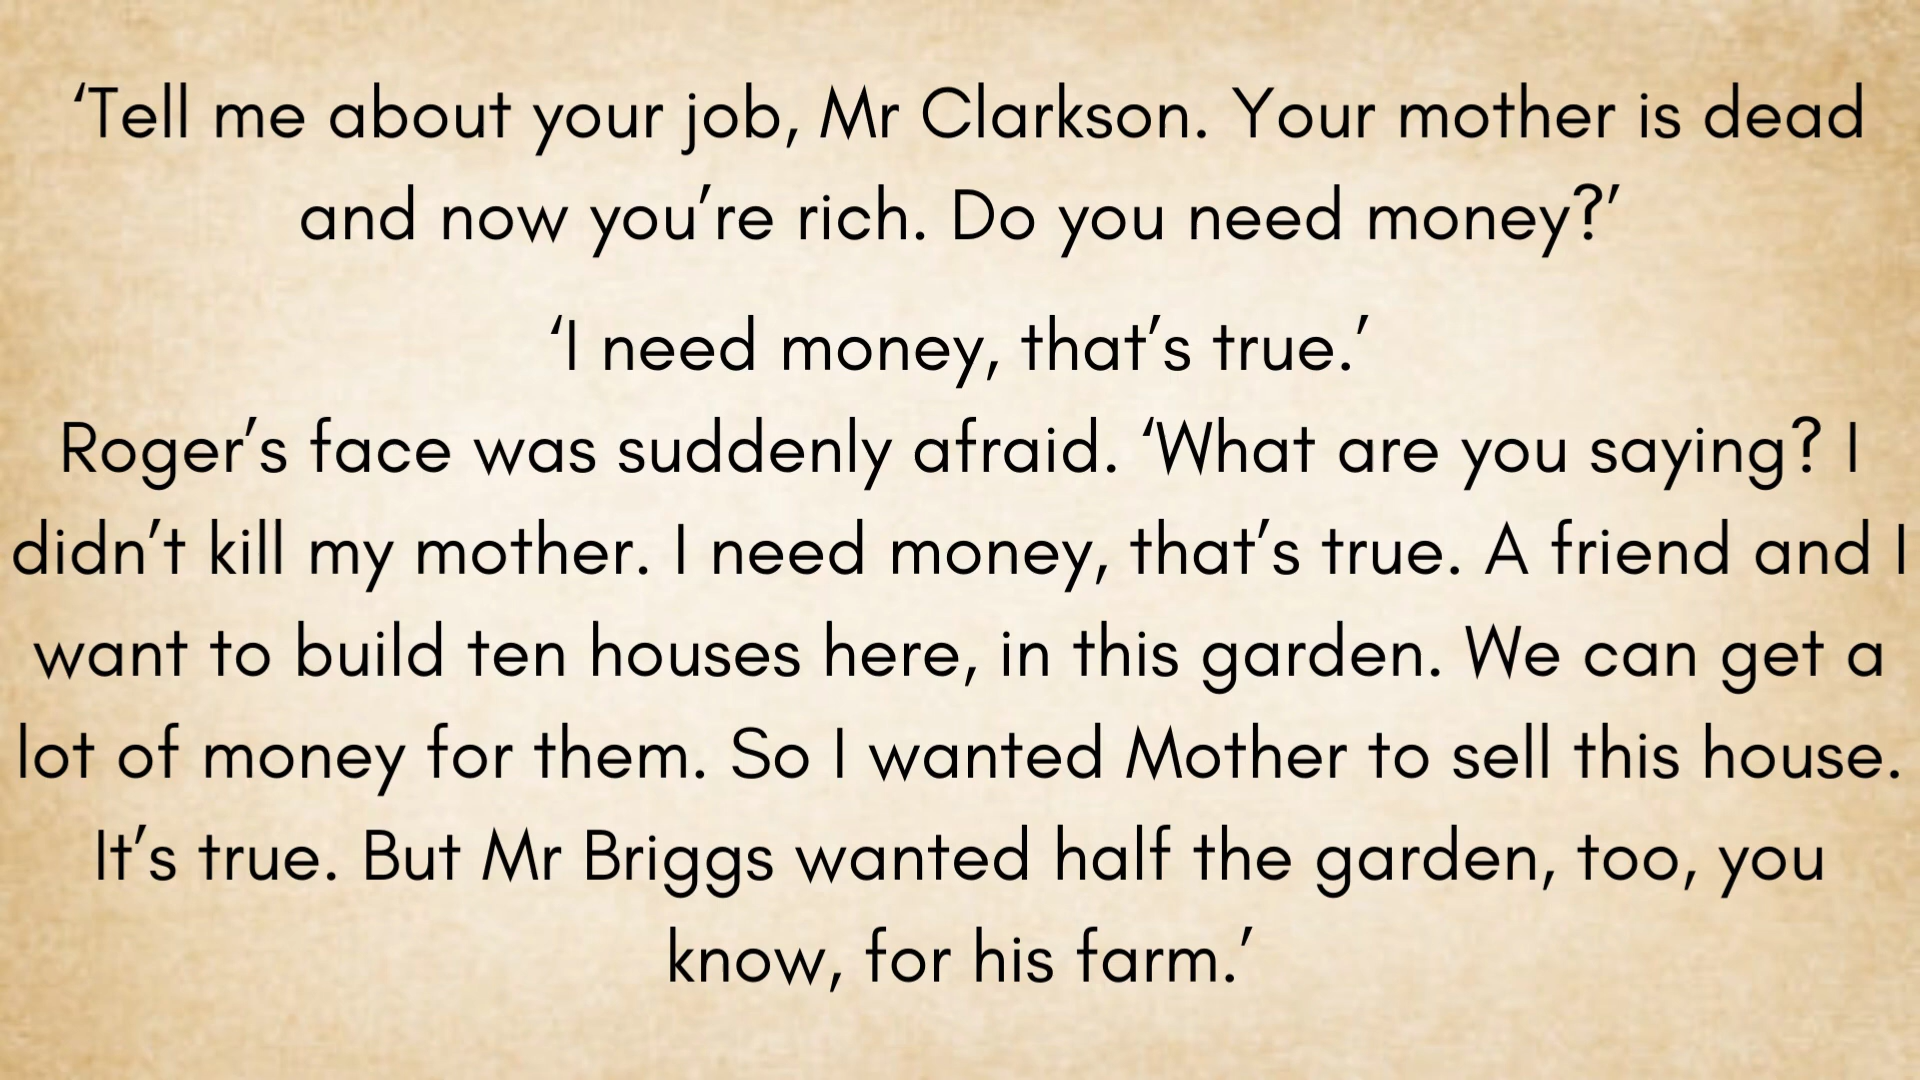 ‘Tell me about your job, Mr Clarkson. Your mother is dead
and now you’re rich. Do you need money?’
‘I need money, that’s true.’
Roger’s face was suddenly afraid. ‘What are you saying? I
didn’t kill my mother. I need money, that’s true. A friend and I
want to build ten houses here, in this garden. We can get a
lot of money for them. So I wanted Mother to sell this house.
It’s true. But Mr Briggs wanted half the garden, too, you
know, for his farm.’